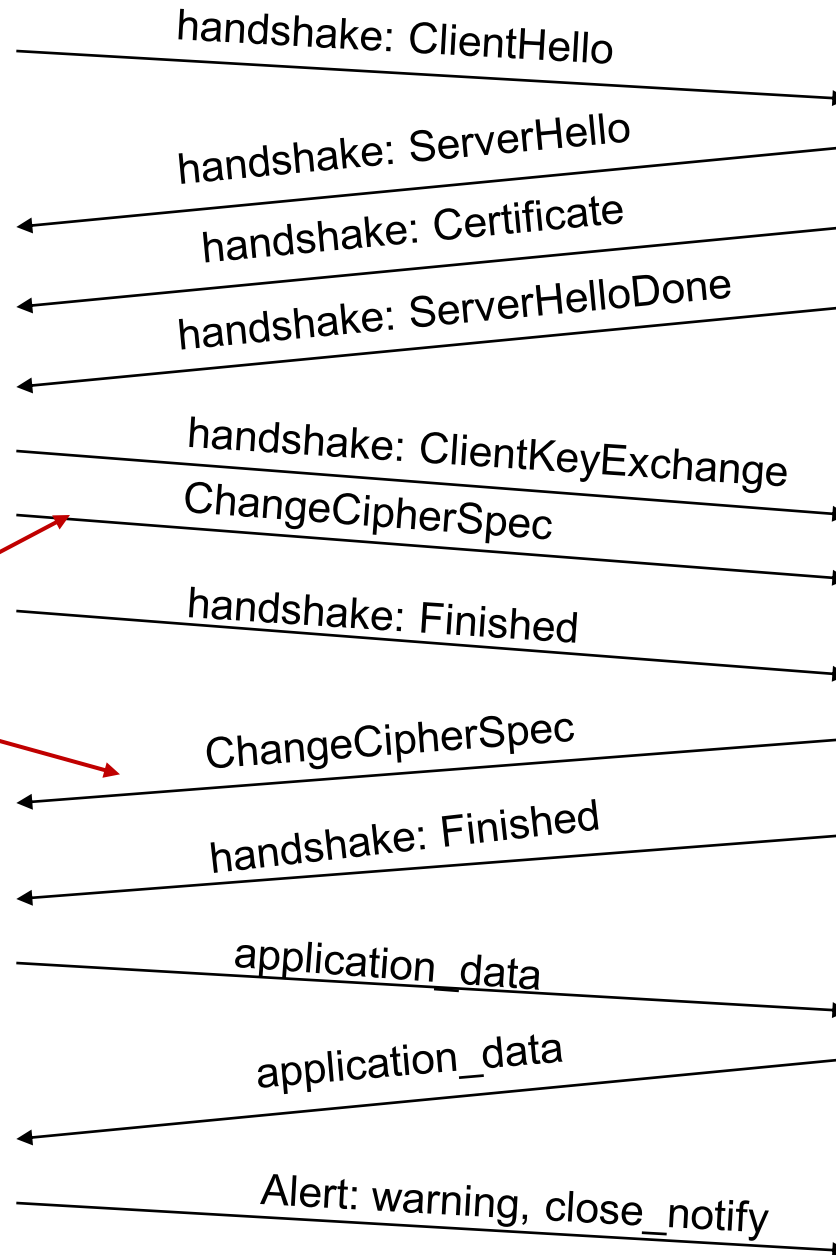 handshake: ClientHello
handshake: ServerHello
handshake: Certificate
handshake: ServerHelloDone
handshake: ClientKeyExchange
ChangeCipherSpec
handshake: Finished
ChangeCipherSpec
handshake: Finished
application_data
application_data
Alert: warning, close_notify